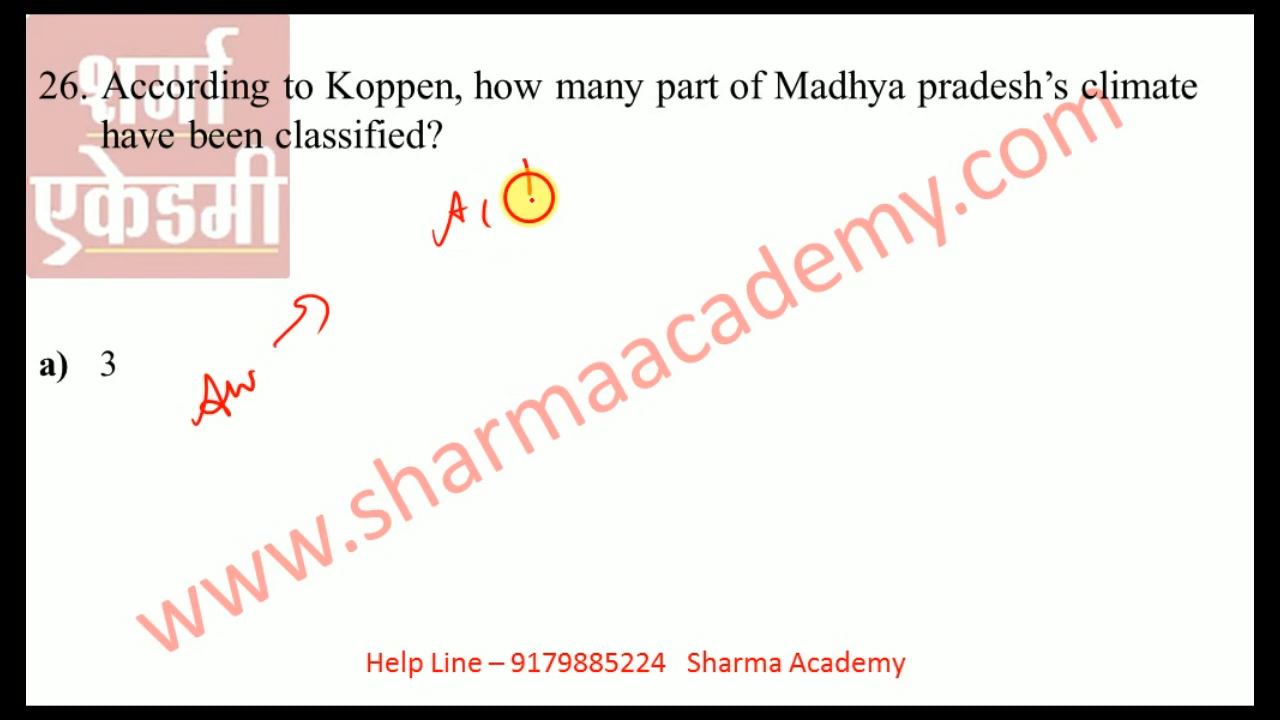 शर्मा
एकेडमी
26. According to Koppen, how many part of Madhya pradesh's climate
have been classified?
a) 3
Aw
www.sharmaacademy.com
Help Line – 9179885224 Sharma Academy